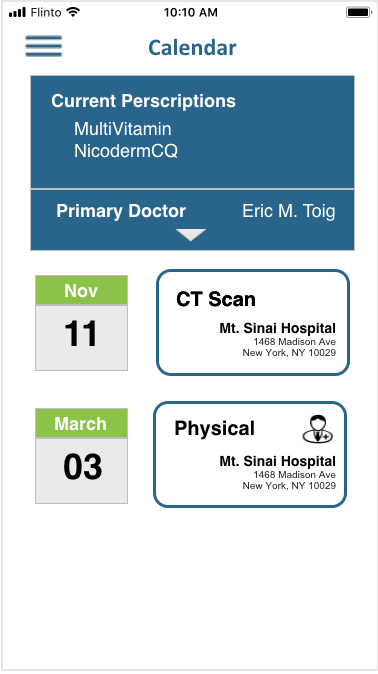 Flinto 10:10 AM
Calendar
Current Perscriptions
MultiVitamin
NicodermCQ
Primary Doctor Eric M. Toig
Nov
11
CT Scan
Mt. Sinai Hospital
1468 Madison Ave
New York, NY 10029
March
03
Physical
Mt. Sinai Hospital
1468 Madison Ave
New York, NY 10029